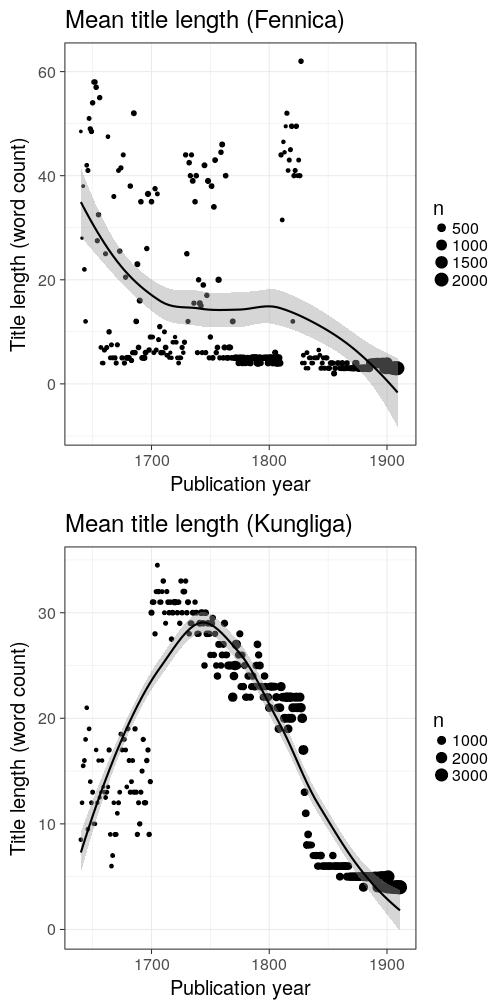 Mean title length (Fennica)
60
40
20
0
Title length (word count)
1700
1800
1900
Publication year
n
500
1000
1500
2000
Mean title length (Kungliga)
30
20
10
0
Title length (word count)
1700
1800
1900
Publication year
n
1000
2000
3000